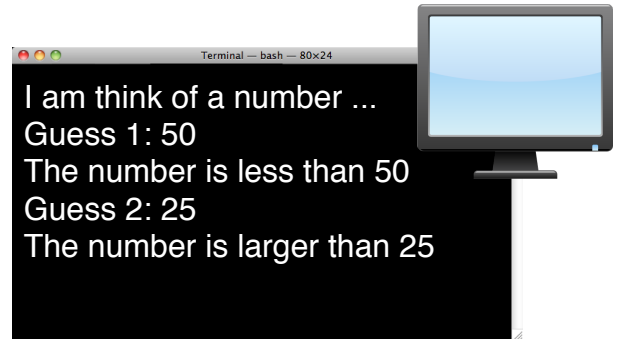 Terminal — bash — 80×24
I am think of a number ...
Guess 1: 50
The number is less than 50
Guess 2: 25
The number is larger than 25